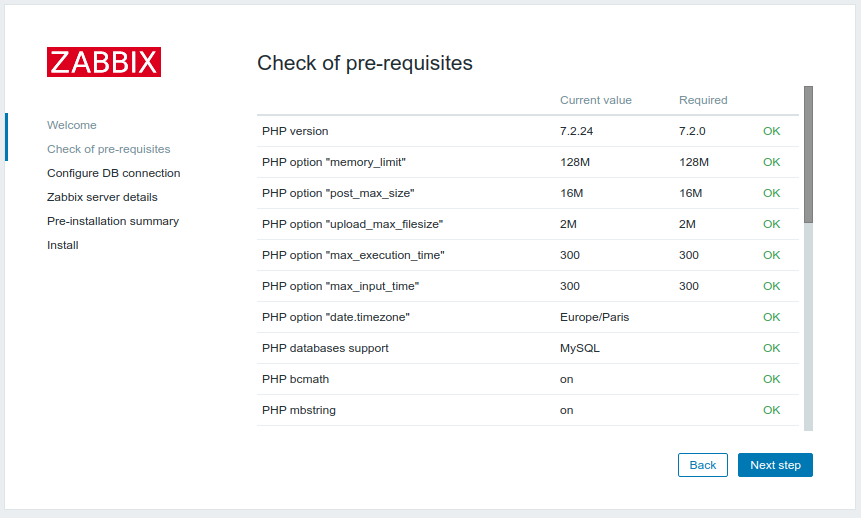 ZABBIX
Welcome
Check of pre-requisites
Configure DB connection
Zabbix server details
Pre-installation summary
Install
Check of pre-requisites
Current value Required
PHP version 7.2.24 7.2.0 OK
PHP option "memory_limit" 128M 128M OK
PHP option "post_max_size" 16M 16M OK
PHP option "upload_max_filesize" 2M 2M OK
PHP option "max_execution_time" 300 300 OK
PHP option "max_input_time" 300 300 OK
PHP option "date.timezone" Europe/Paris OK
PHP databases support MySQL OK
PHP bcmath on OK
PHP mbstring on OK
Back Next step